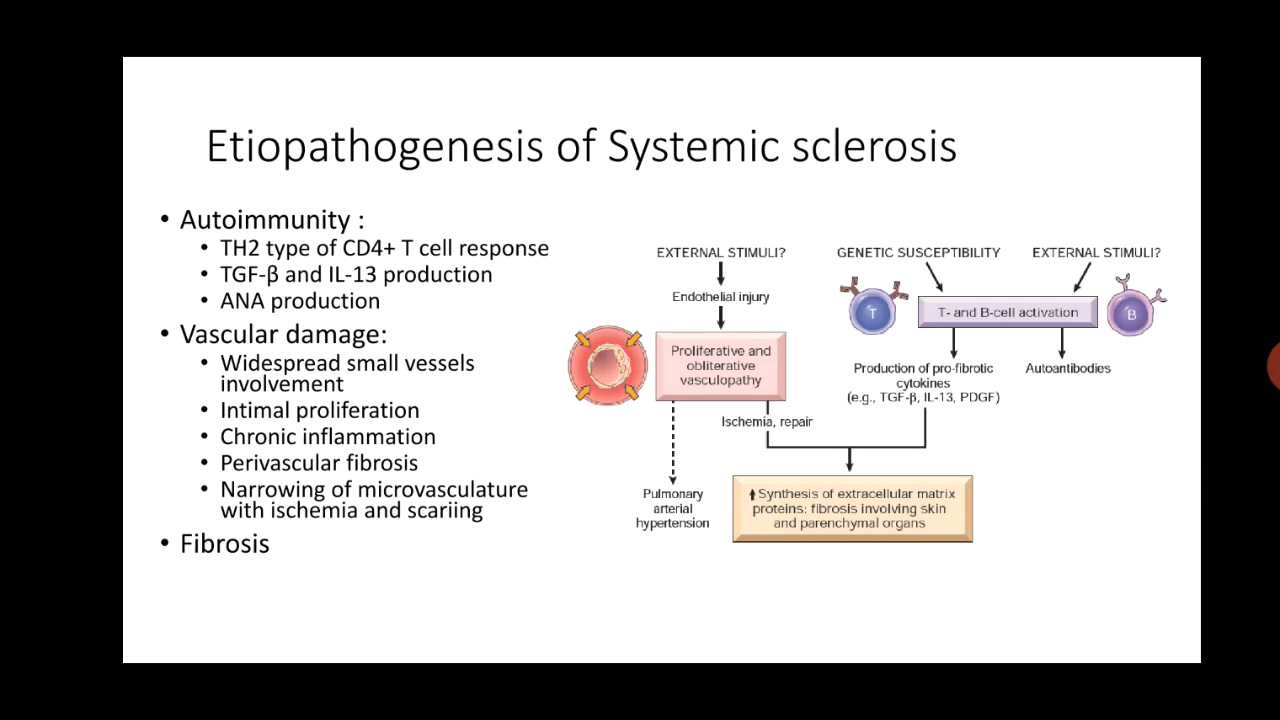 Etiopathogenesis of Systemic sclerosis
• Autoimmunity :
• TH2 type of CD4+ T cell response
• TGF-β and IL-13 production
• ANA production
• Vascular damage:
• Widespread small vessels
involvement
• Intimal proliferation
• Chronic inflammation
• Perivascular fibrosis
• Narrowing of microvasculature
with ischemia and scariing
• Fibrosis
EXTERNAL STIMULI?
Endothelial injury
Proliferative and
obliterative
vasculopathy
Ischemia, repair
Pulmonary
arterial
hypertension
GENETIC SUSCEPTIBILITY
EXTERNAL STIMULI?
T
T- and B-cell activation
B
Production of pro-fibrotic
cytokines
(e.g., TGF-β, IL-13, PDGF)
Autoantibodies
Synthesis of extracellular matrix
proteins: fibrosis involving skin
and parenchymal organs